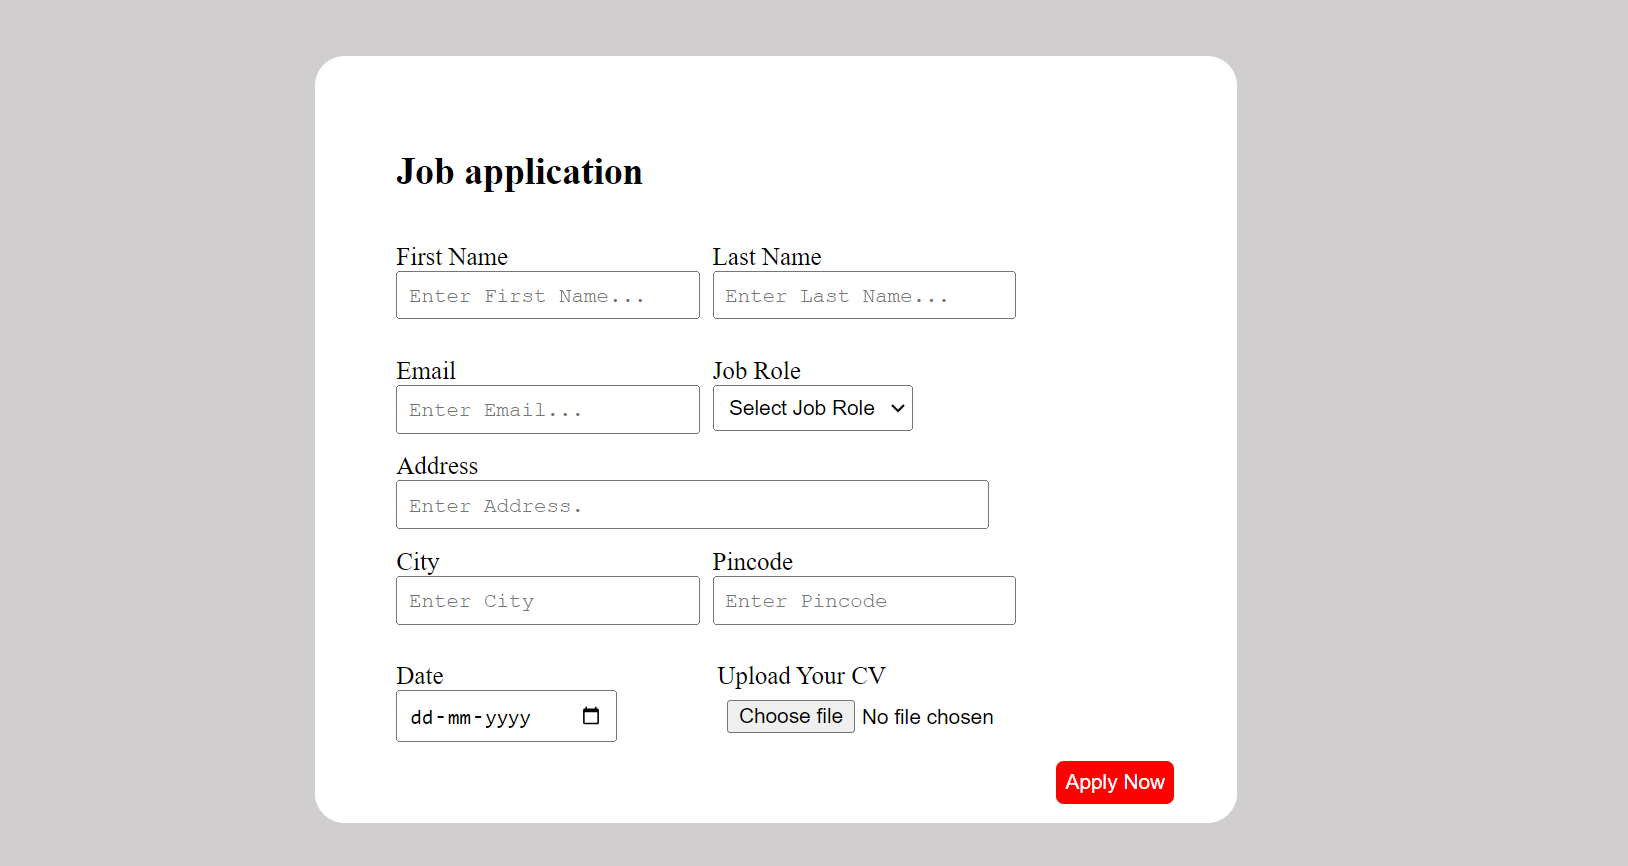 Job application
First Name Last Name
Enter First Name... Enter Last Name...
Email Job Role
Enter Email... Select Job Role
Address
Enter Address.
City Pincode
Enter City Enter Pincode
Date Upload Your CV
dd-mm-yyyy Choose file No file chosen
Apply Now